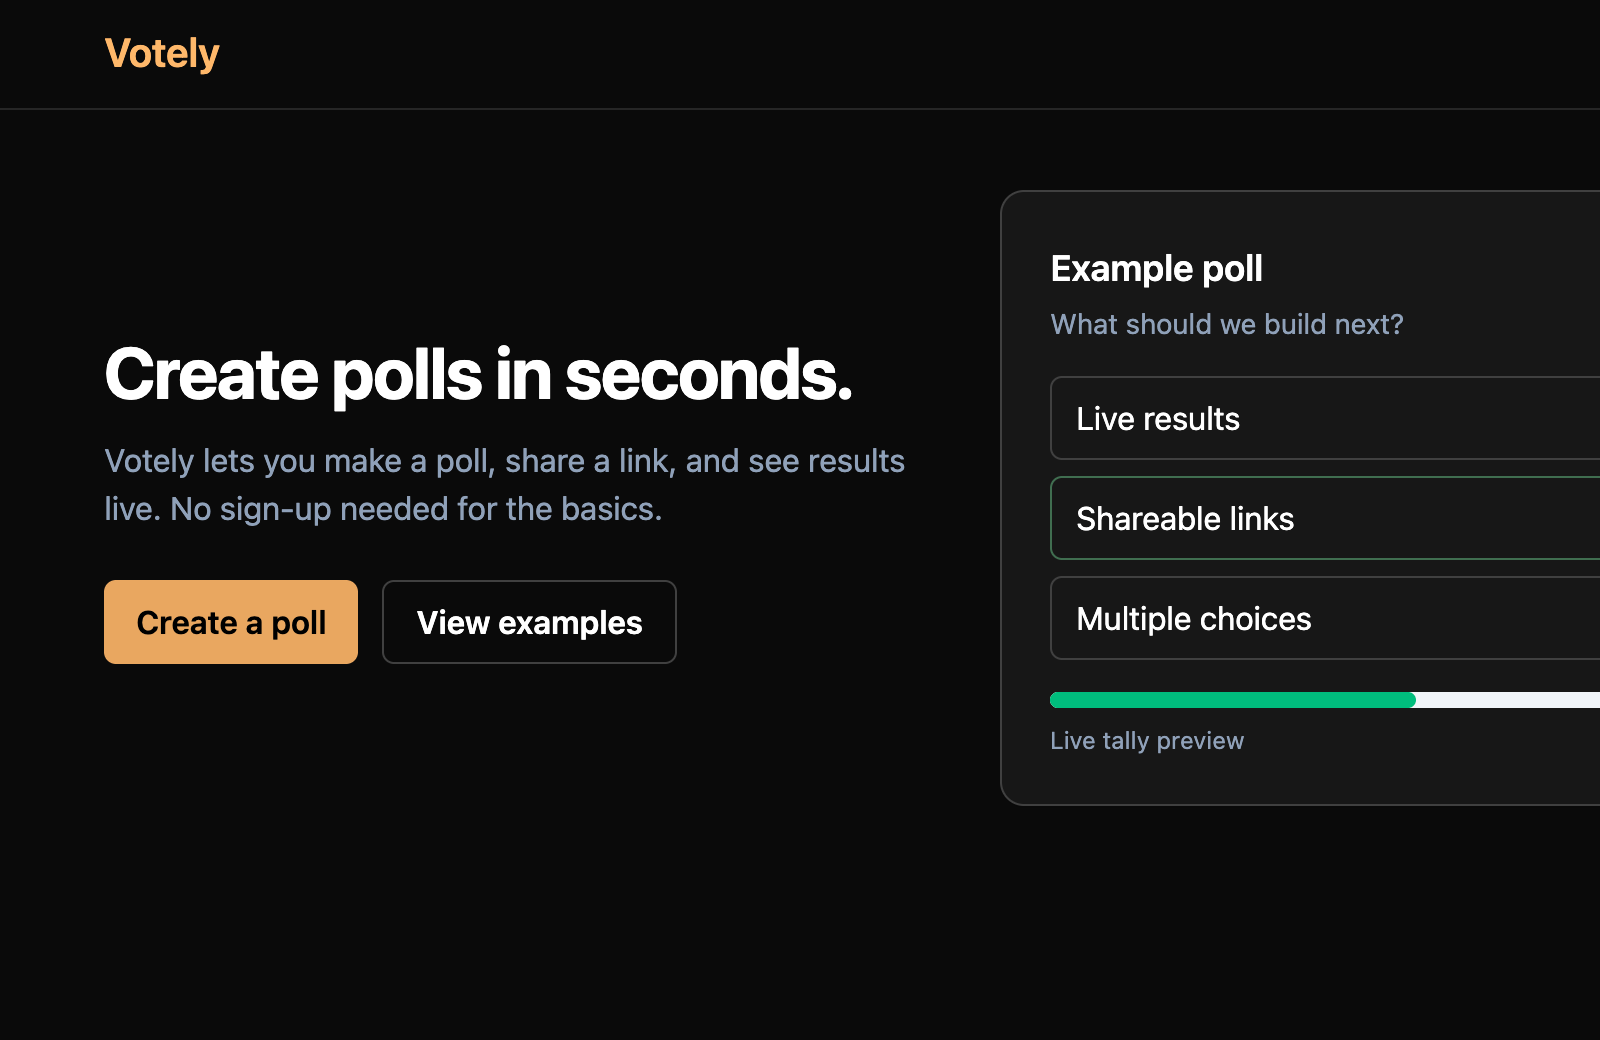 Votely
Create polls in seconds.
Votely lets you make a poll, share a link, and see results
live. No sign-up needed for the basics.
Create a poll
View examples
Example poll
What should we build next?
Live results
Shareable links
Multiple choices
Live tally preview